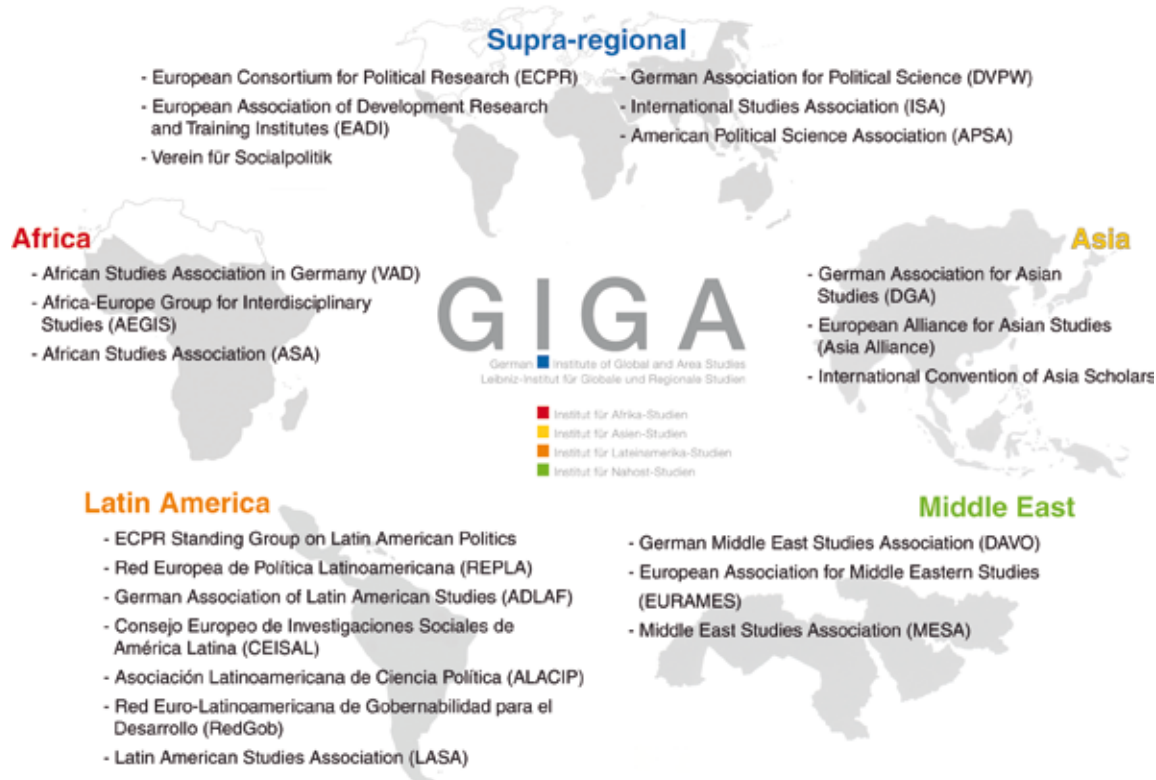 Supra-regional
- European Consortium for Political Research (ECPR)
- European Association of Development Research
and Training Institutes (EADI)
- Verein für Socialpolitik
- German Association for Political Science (DVPW)
- International Studies Association (ISA)
- American Political Science Association (APSA)
Africa
- African Studies Association in Germany (VAD)
- Africa-Europe Group for Interdisciplinary
Studies (AEGIS)
- African Studies Association (ASA)
GIGA
German Institute of Global and Area Studies
Leibniz-Institut für Globale und Regionale Studien
Institut für Afrika-Studien
Institut für Asien-Studien
Institut für Lateinamerika-Studien
Institut für Nahost-Studien
Asia
- German Association for Asian
Studies (DGA)
- European Alliance for Asian Studies
(Asia Alliance)
- International Convention of Asia Scholars
Latin America
- ECPR Standing Group on Latin American Politics
- Red Europea de Política Latinoamericana (REPLA)
- German Association of Latin American Studies (ADLAF)
- Consejo Europeo de Investigaciones Sociales de
América Latina (CEISAL)
- Asociación Latinoamericana de Ciencia Política (ALACIP)
- Red Euro-Latinoamericana de Gobernabilidad para el
Desarrollo (RedGob)
- Latin American Studies Association (LASA)
Middle East
- German Middle East Studies Association (DAVO)
- European Association for Middle Eastern Studies
(EURAMES)
- Middle East Studies Association (MESA)